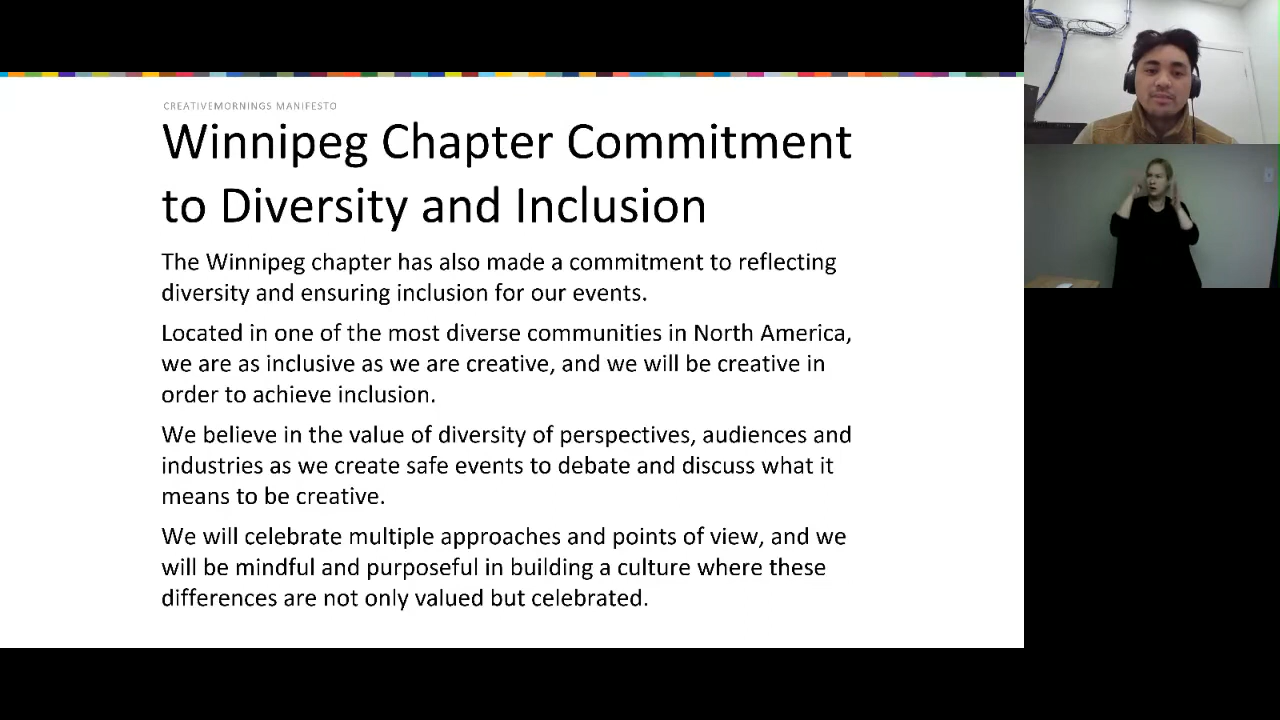 CREATIVEMORNINGS MANIFESTO
Winnipeg Chapter Commitment
to Diversity and Inclusion
The Winnipeg chapter has also made a commitment to reflecting
diversity and ensuring inclusion for our events.
Located in one of the most diverse communities in North America,
we are as inclusive as we are creative, and we will be creative in
order to achieve inclusion.
We believe in the value of diversity of perspectives, audiences and
industries as we create safe events to debate and discuss what it
means to be creative.
We will celebrate multiple approaches and points of view, and we
will be mindful and purposeful in building a culture where these
differences are not only valued but celebrated.